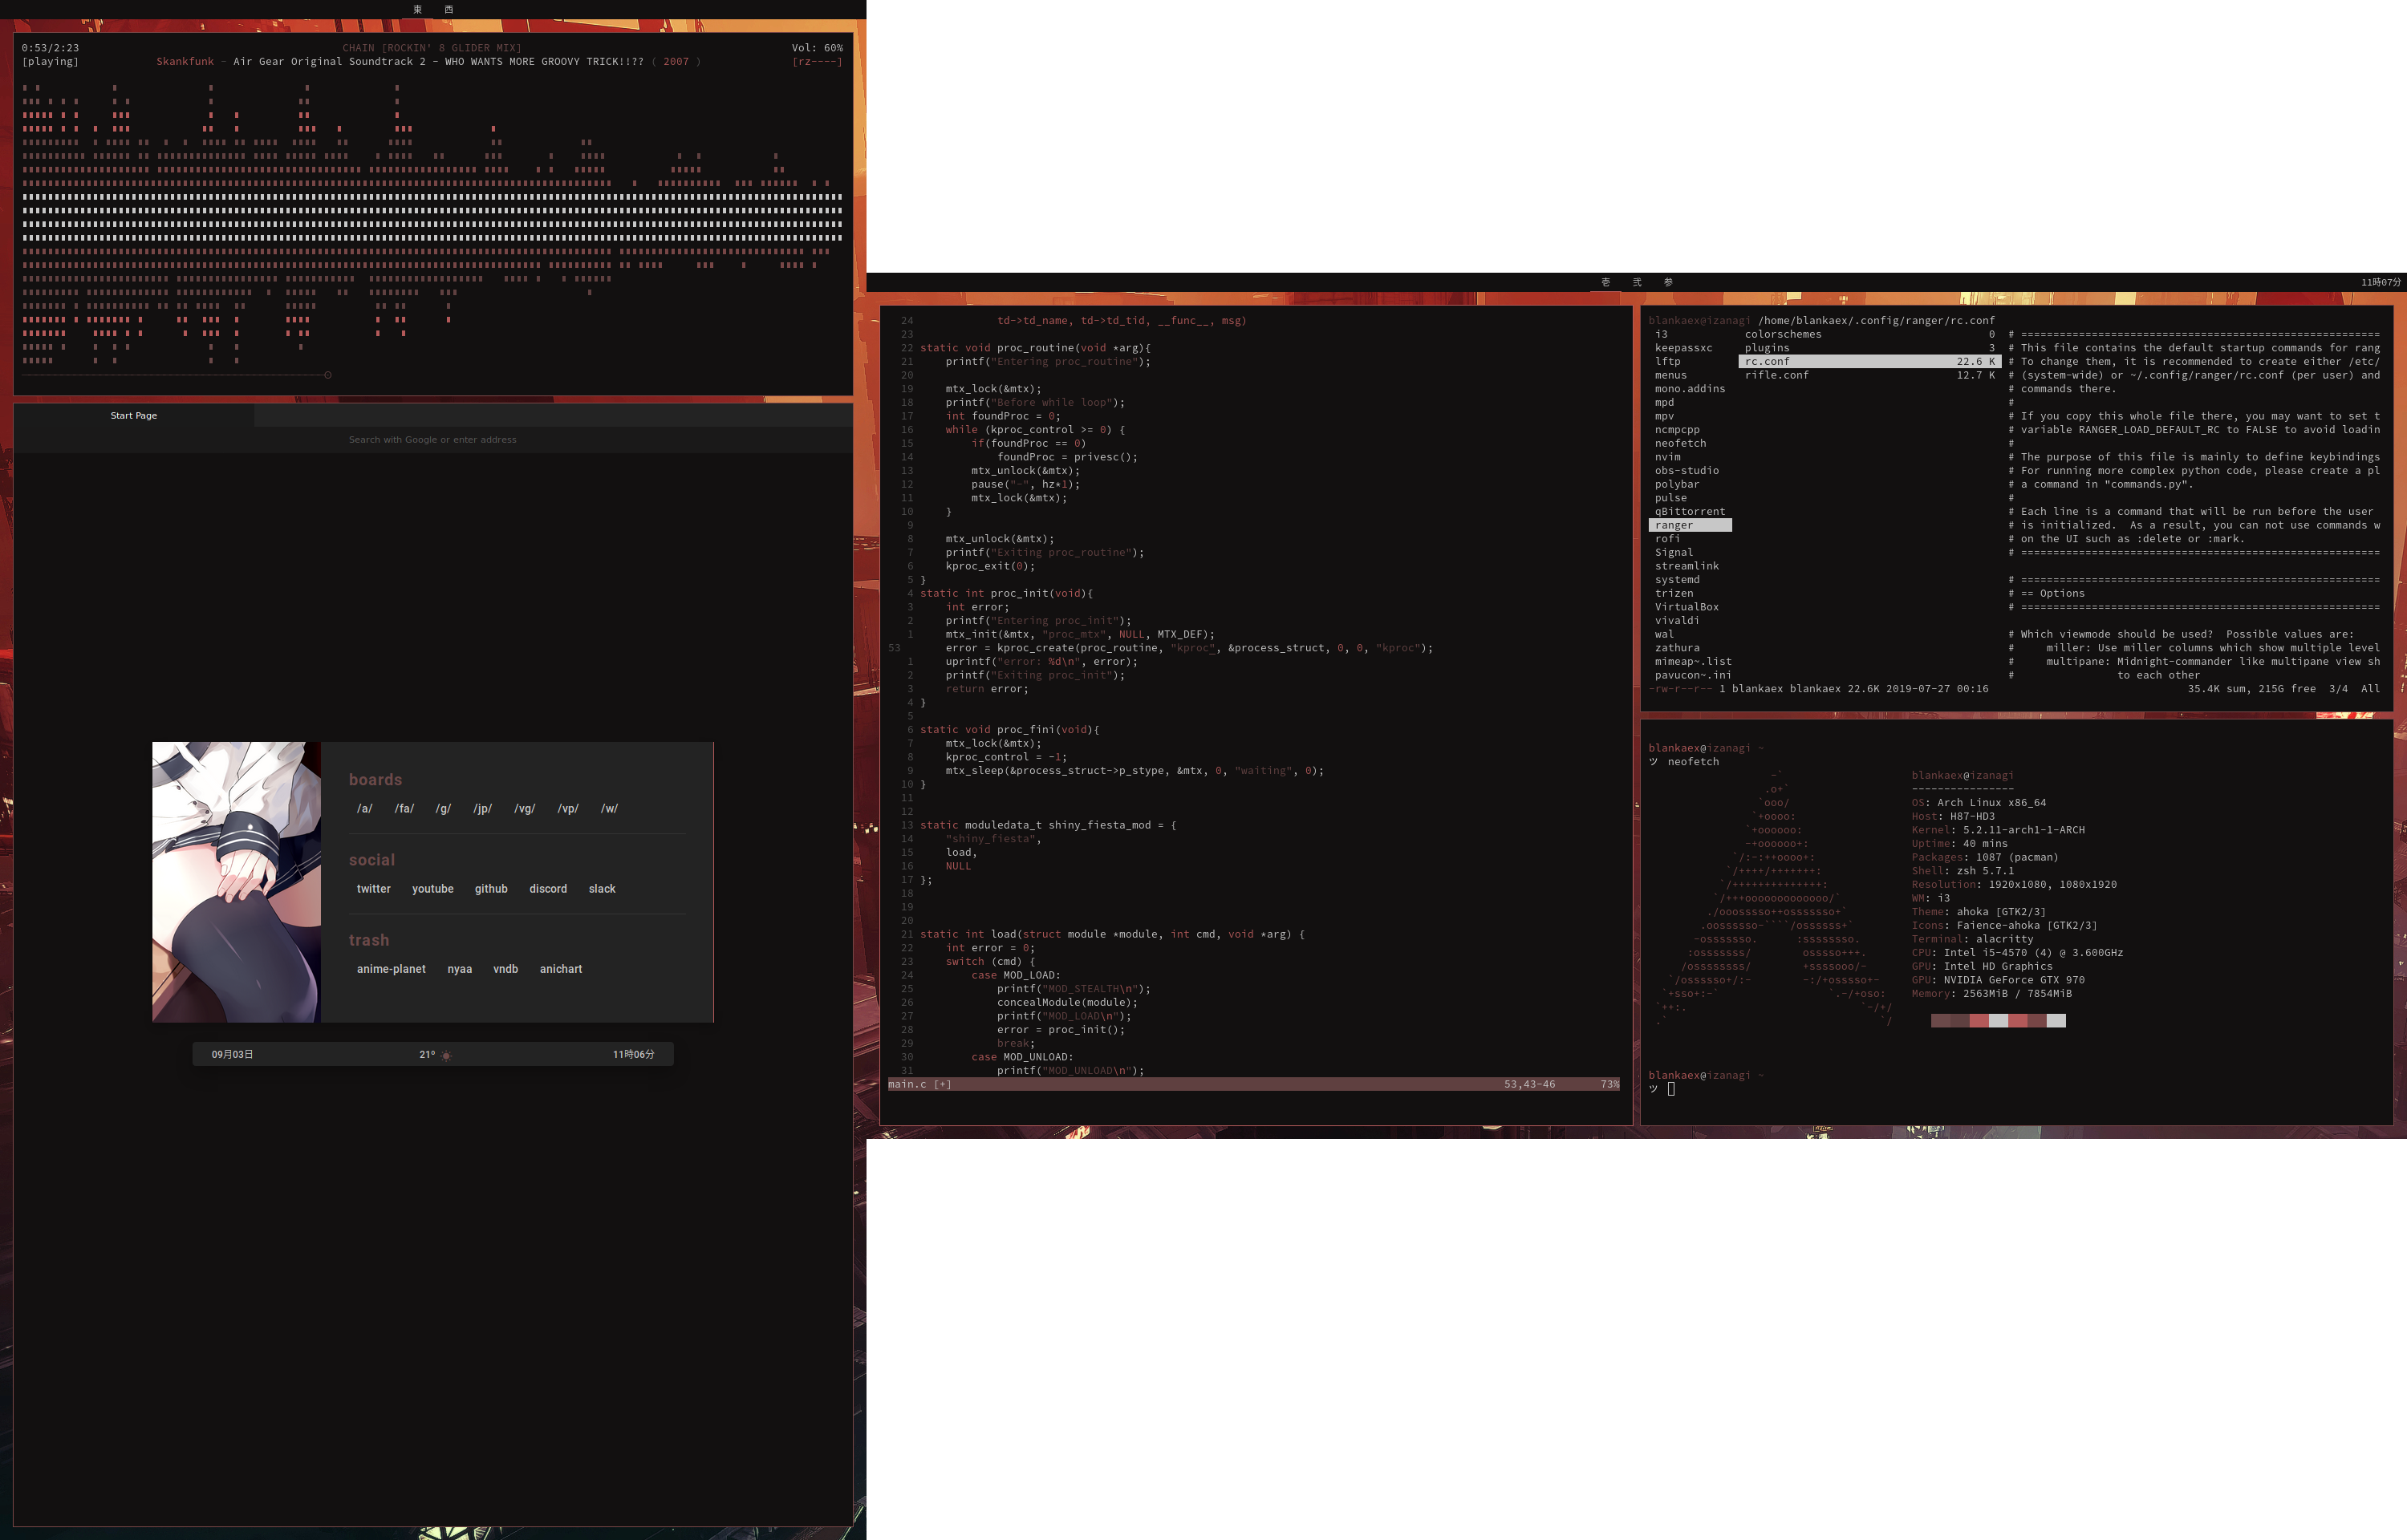 東 西
0:53/2:23 CHAIN [ROCKIN' 8 GLIDER MIX] Vol: 60%
[playing] Skankfunk - Air Gear Original Soundtrack 2 - WHO WANTS MORE GROOVY TRICK!!?? ( 2007 ) [rz----]
Start Page
Search with Google or enter address
boards
/a/ /fa/ /g/ /jp/ /vg/ /vp/ /w/
social
twitter youtube github discord slack
trash
anime-planet nyaa vndb anichart
09月03日 21° 11時06分
壱 弐 参 11時07分
24 td->td_name, td->td_tid, __func__, msg)
23
22 static void proc_routine(void *arg){
21 printf("Entering proc_routine");
20
19 mtx_lock(&mtx);
18 printf("Before while loop");
17 int foundProc = 0;
16 while (kproc_control >= 0) {
15 if(foundProc == 0)
14 foundProc = privesc();
13 mtx_unlock(&mtx);
12 pause("-", hz*1);
11 mtx_lock(&mtx);
10 }
9
8 mtx_unlock(&mtx);
7 printf("Exiting proc_routine");
6 kproc_exit(0);
5 }
4 static int proc_init(void){
3 int error;
2 printf("Entering proc_init");
1 mtx_init(&mtx, "proc_mtx", NULL, MTX_DEF);
53 error = kproc_create(proc_routine, "kproc", &process_struct, 0, 0, "kproc");
1 uprintf("error: %d\n", error);
2 printf("Exiting proc_init");
3 return error;
4 }
5
6 static void proc_fini(void){
7 mtx_lock(&mtx);
8 kproc_control = -1;
9 mtx_sleep(&process_struct->p_stype, &mtx, 0, "waiting", 0);
10 }
11
12
13 static moduledata_t shiny_fiesta_mod = {
14 "shiny_fiesta",
15 load,
16 NULL
17 };
18
19
20
21 static int load(struct module *module, int cmd, void *arg) {
22 int error = 0;
23 switch (cmd) {
24 case MOD_LOAD:
25 printf("MOD_STEALTH\n");
26 concealModule(module);
27 printf("MOD_LOAD\n");
28 error = proc_init();
29 break;
30 case MOD_UNLOAD:
31 printf("MOD_UNLOAD\n");
main.c [+] 53,43-46 73%
blankaex@izanagi /home/blankaex/.config/ranger/rc.conf
i3 colorschemes 0 # ========================================================
keepassxc plugins 3 # This file contains the default startup commands for rang
lftp rc.conf 22.6 K # To change them, it is recommended to create either /etc/
menus rifle.conf 12.7 K # (system-wide) or ~/.config/ranger/rc.conf (per user) and
mono.addins # commands there.
mpd #
mpv # If you copy this whole file there, you may want to set t
ncmpcpp # variable RANGER_LOAD_DEFAULT_RC to FALSE to avoid loadin
neofetch #
nvim # The purpose of this file is mainly to define keybindings
obs-studio # For running more complex python code, please create a pl
polybar # a command in "commands.py".
pulse #
qBittorrent # Each line is a command that will be run before the user
ranger # is initialized.  As a result, you can not use commands w
rofi # on the UI such as :delete or :mark.
Signal # ========================================================
streamlink
systemd # ========================================================
trizen # == Options
VirtualBox # ========================================================
vivaldi
wal # Which viewmode should be used?  Possible values are:
zathura # miller: Use miller columns which show multiple level
mimeap~.list # multipane: Midnight-commander like multipane view sh
pavucon~.ini # to each other
-rw-r--r-- 1 blankaex blankaex 22.6K 2019-07-27 00:16 35.4K sum, 215G free  3/4  All
blankaex@izanagi ~
ツ neofetch
blankaex@izanagi
----------------
OS: Arch Linux x86_64
Host: H87-HD3
Kernel: 5.2.11-arch1-1-ARCH
Uptime: 40 mins
Packages: 1087 (pacman)
Shell: zsh 5.7.1
Resolution: 1920x1080, 1080x1920
WM: i3
Theme: ahoka [GTK2/3]
Icons: Faience-ahoka [GTK2/3]
Terminal: alacritty
CPU: Intel i5-4570 (4) @ 3.600GHz
GPU: Intel HD Graphics
GPU: NVIDIA GeForce GTX 970
Memory: 2563MiB / 7854MiB
blankaex@izanagi ~
ツ